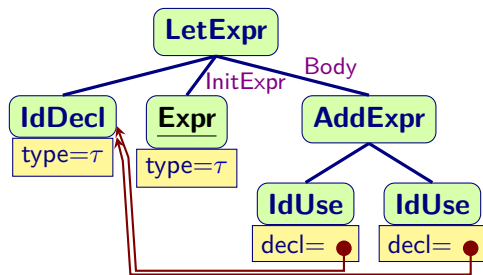 LetExpr
InitExpr
Body
IdDecl
Expr
AddExpr
type=τ
type=τ
IdUse
IdUse
decl=
decl=